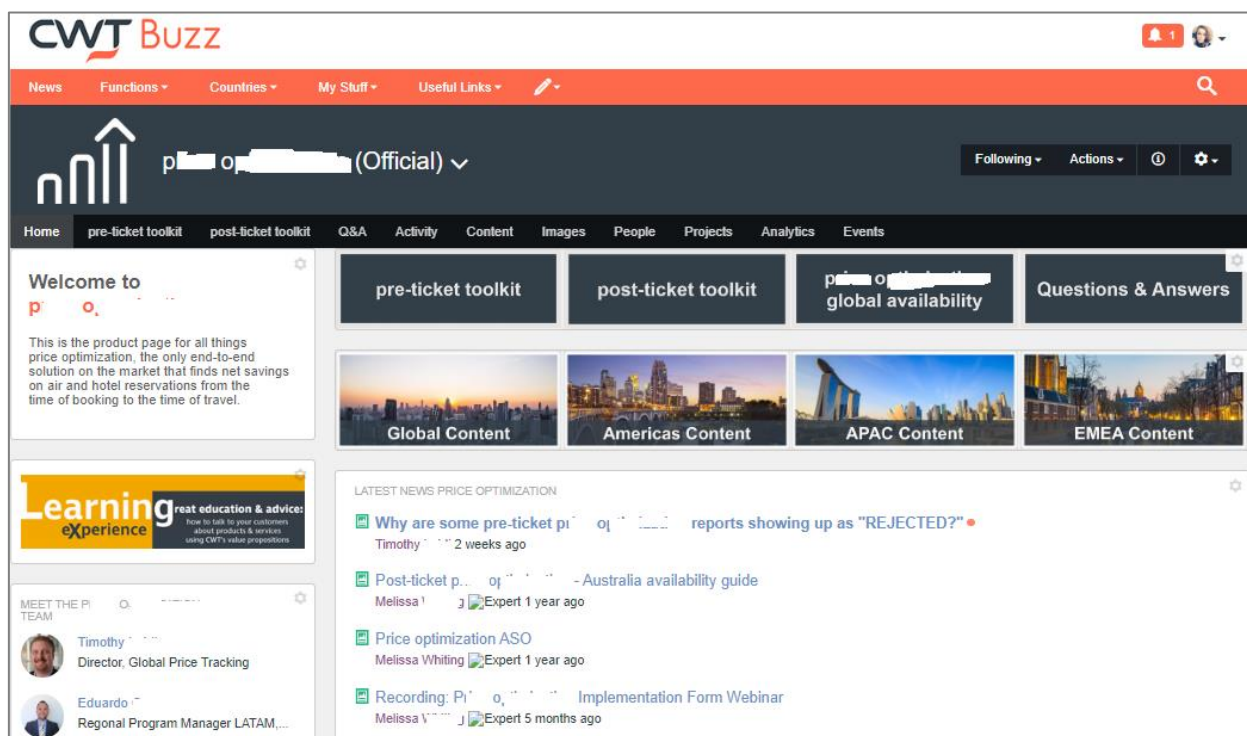 CWT Buzz
1
News Functions Countries My Stuff Useful Links
(Official)
Following Actions
Home pre-ticket toolkit post-ticket toolkit Q&A Activity Content Images People Projects Analytics Events
Welcome to
This is the product page for all things
price optimization, the only end-to-end
solution on the market that finds net savings
on air and hotel reservations from the
time of booking to the time of travel.
pre-ticket toolkit
post-ticket toolkit
global availability
Questions & Answers
Global Content
Americas Content
APAC Content
EMEA Content
Learning
eXperience
great education & advice:
how to talk to your customers
about products & services
using CWT's value propositions
MEET THE
TEAM
Timothy
Director, Global Price Tracking
Eduardo
Regonal Program Manager LATAM,...
LATEST NEWS PRICE OPTIMIZATION
Why are some pre-ticket reports showing up as "REJECTED?"
Timothy 2 weeks ago
Post-ticket - Australia availability guide
Melissa Expert 1 year ago
Price optimization ASO
Melissa Whiting Expert 1 year ago
Recording: Implementation Form Webinar
Melissa Expert 5 months ago